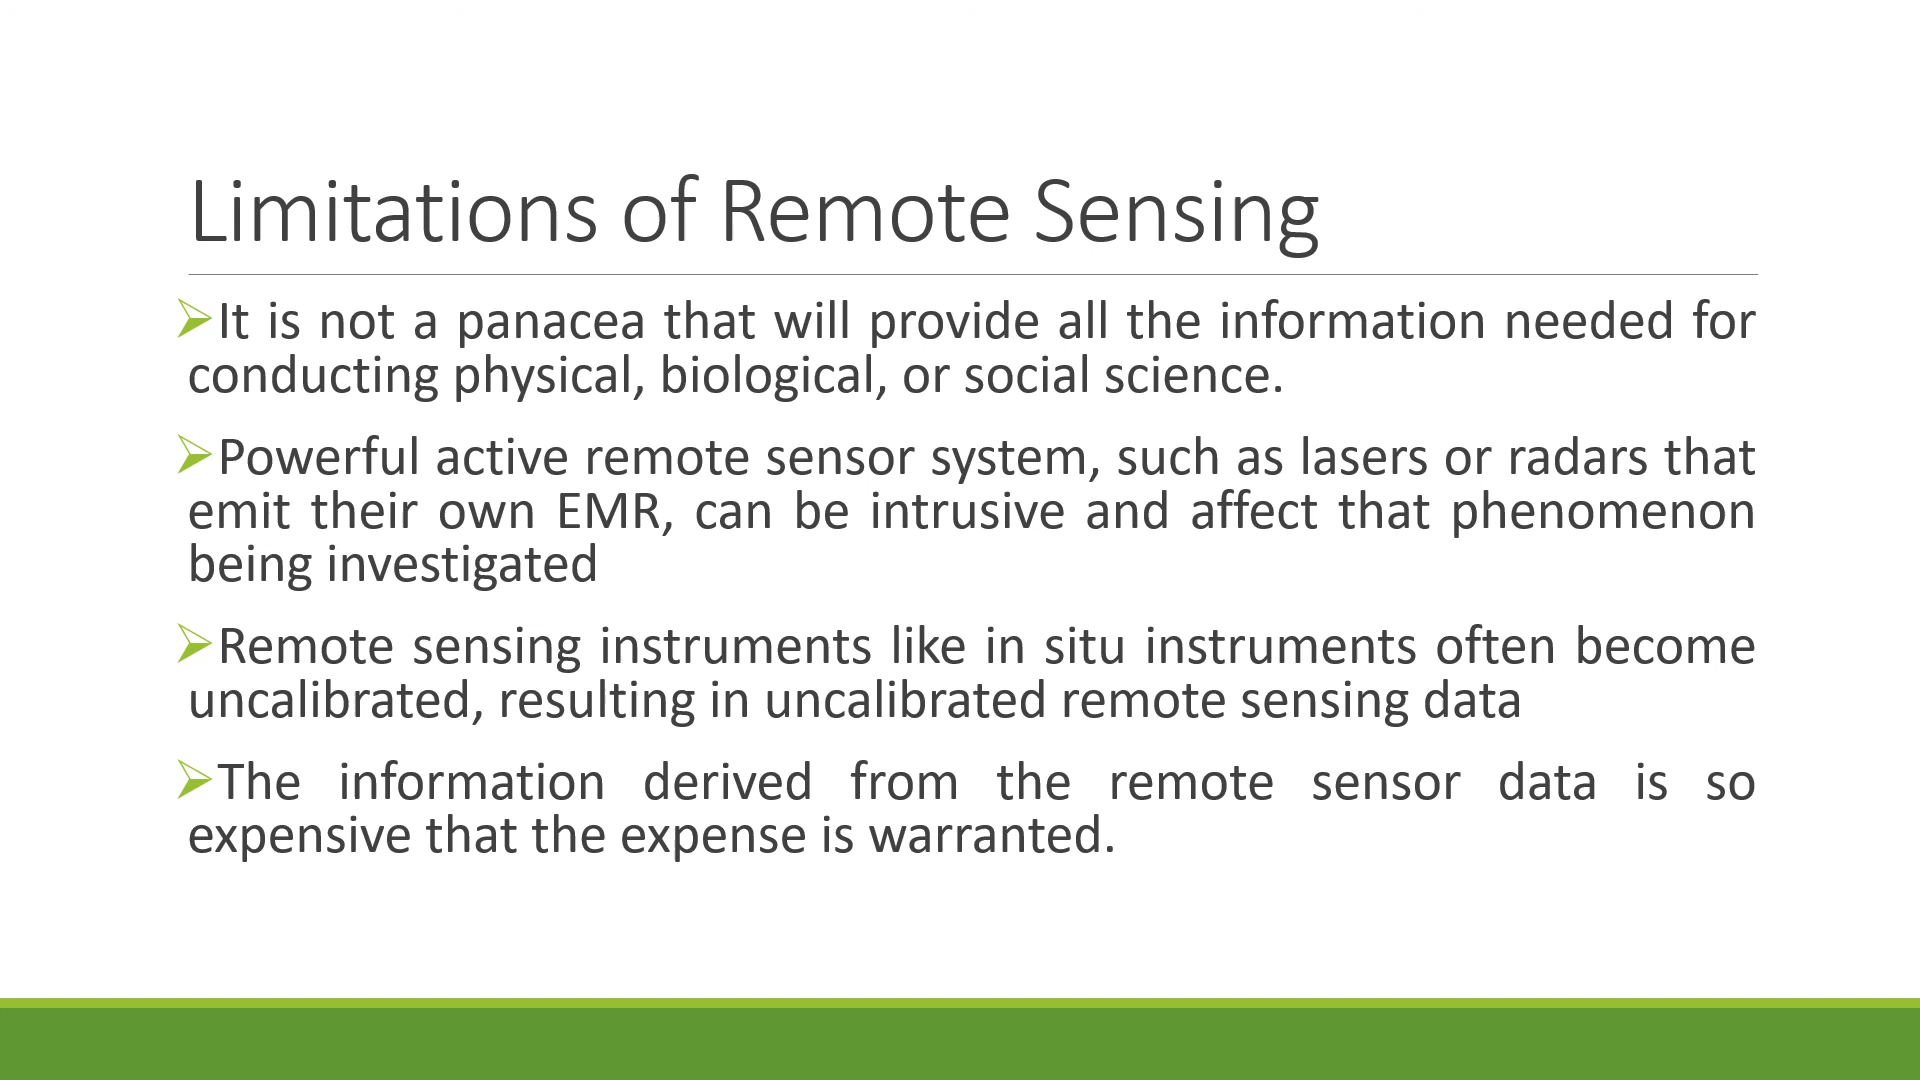 Limitations of Remote Sensing
It is not a panacea that will provide all the information needed for
conducting physical, biological, or social science.
Powerful active remote sensor system, such as lasers or radars that
emit their own EMR, can be intrusive and affect that phenomenon
being investigated
Remote sensing instruments like in situ instruments often become
uncalibrated, resulting in uncalibrated remote sensing data
The information derived from the remote sensor data is so
expensive that the expense is warranted.